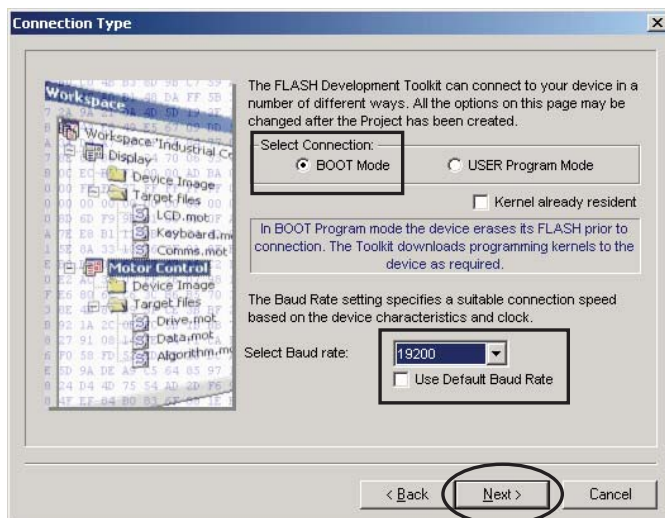 Connection Type
Workspace
Workspace 'Industrial Co
Display
Device Image
Target files
LCD.mot
Keyboard.m
Comms.mot
Motor Control
Device Image
Target Files
Drive.mot
Data.mot
Algorithm.mo
The FLASH Development Toolkit can connect to your device in a
number of different ways. All the options on this page may be
changed after the Project has been created.
Select Connection:
BOOT Mode
USER Program Mode
Kernel already resident
In BOOT Program mode the device erases its FLASH prior to
connection. The Toolkit downloads programming kernels to the
device as required.
The Baud Rate setting specifies a suitable connection speed
based on the device characteristics and clock.
Select Baud rate:
19200
Use Default Baud Rate
< Back
Next >
Cancel